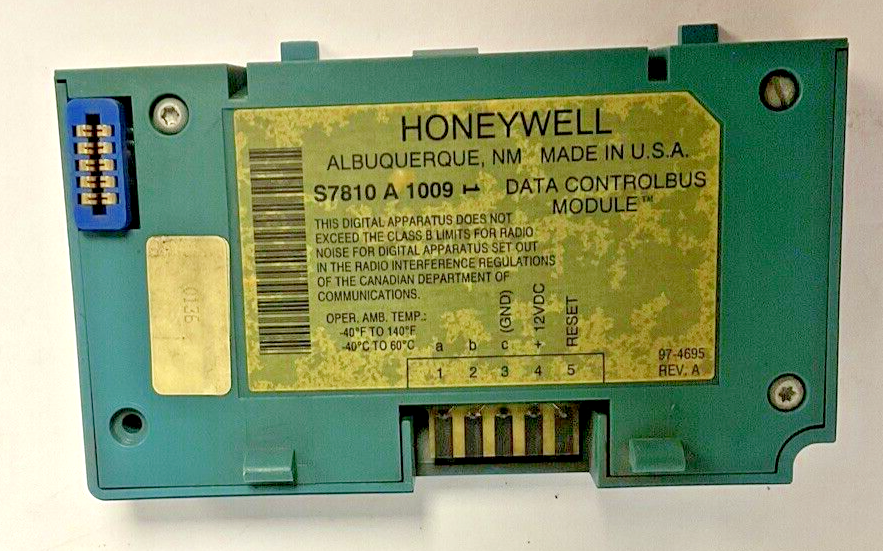 HONEYWELL
ALBUQUERQUE, NM MADE IN U.S.A.
S7810 A 1009 1 DATA CONTROLBUS
MODULE™
THIS DIGITAL APPARATUS DOES NOT
EXCEED THE CLASS B LIMITS FOR RADIO
NOISE FOR DIGITAL APPARATUS SET OUT
IN THE RADIO INTERFERENCE REGULATIONS
OF THE CANADIAN DEPARTMENT OF
COMMUNICATIONS.
OPER. AMB. TEMP.:
-40°F TO 140°F
-40°C TO 60°C
a b c (GND) + 12VDC RESET
1 2 3 4 5
97-4695
REV. A
0136